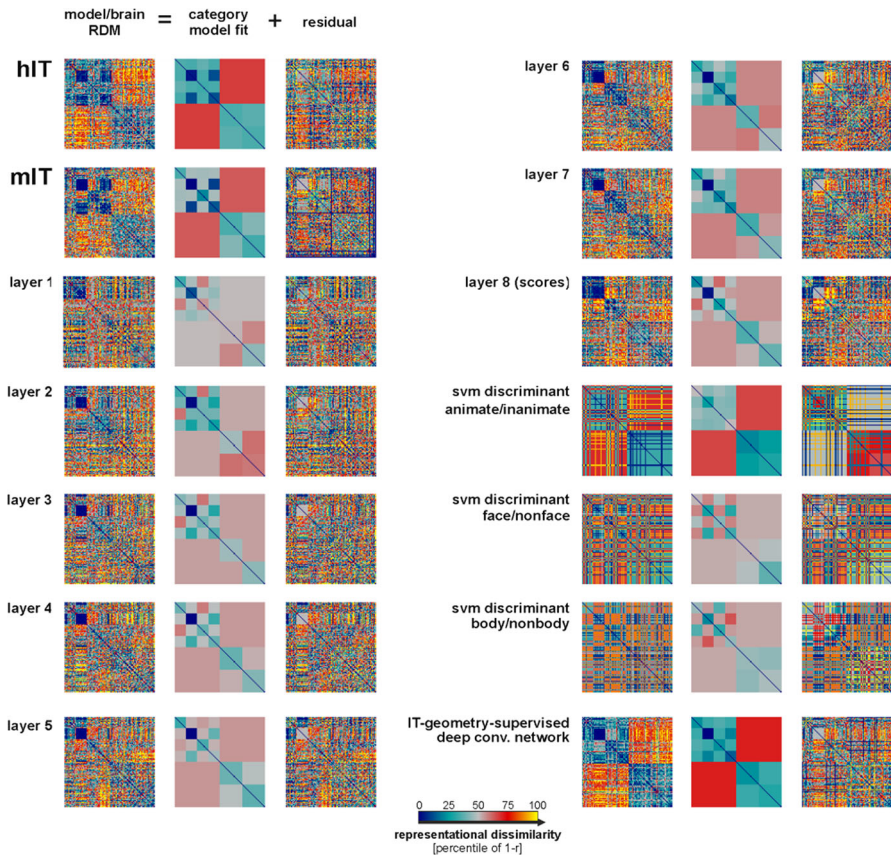 model/brain
RDM
=
category
model fit
+
residual
hIT
mIT
layer 1
layer 2
layer 3
layer 4
layer 5
layer 6
layer 7
layer 8 (scores)
svm discriminant
animate/inanimate
svm discriminant
face/nonface
svm discriminant
body/nonbody
IT-geometry-supervised
deep conv. network
0 25 50 75 100
representational dissimilarity
[percentile of 1-r]